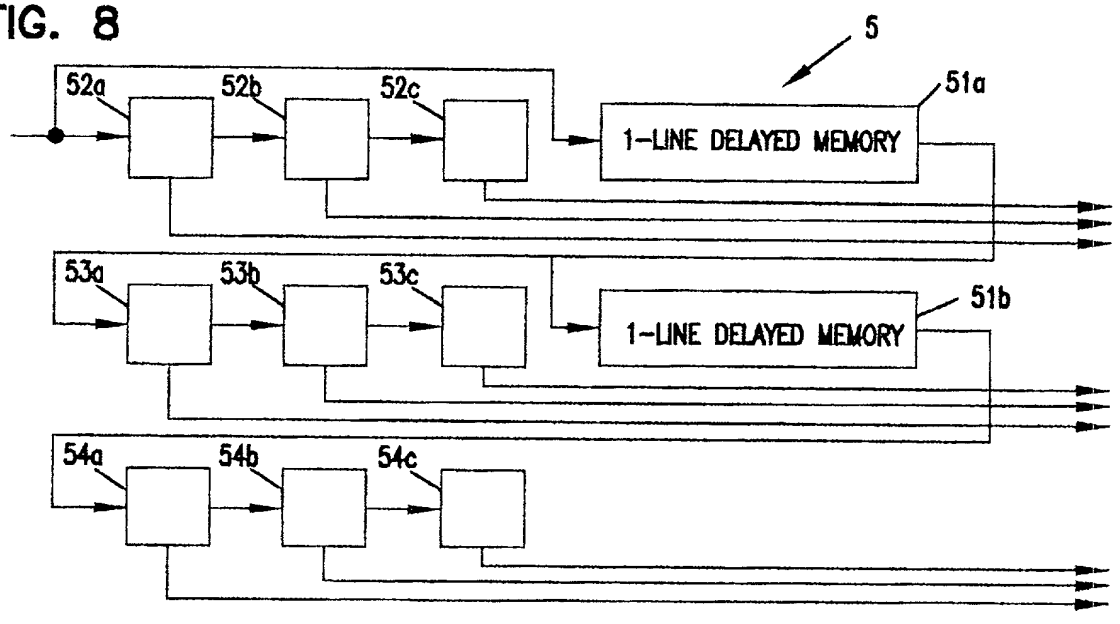 FIG. 8
5
52a 52b 52c 51a
1-LINE DELAYED MEMORY
53a 53b 53c 51b
1-LINE DELAYED MEMORY
54a 54b 54c